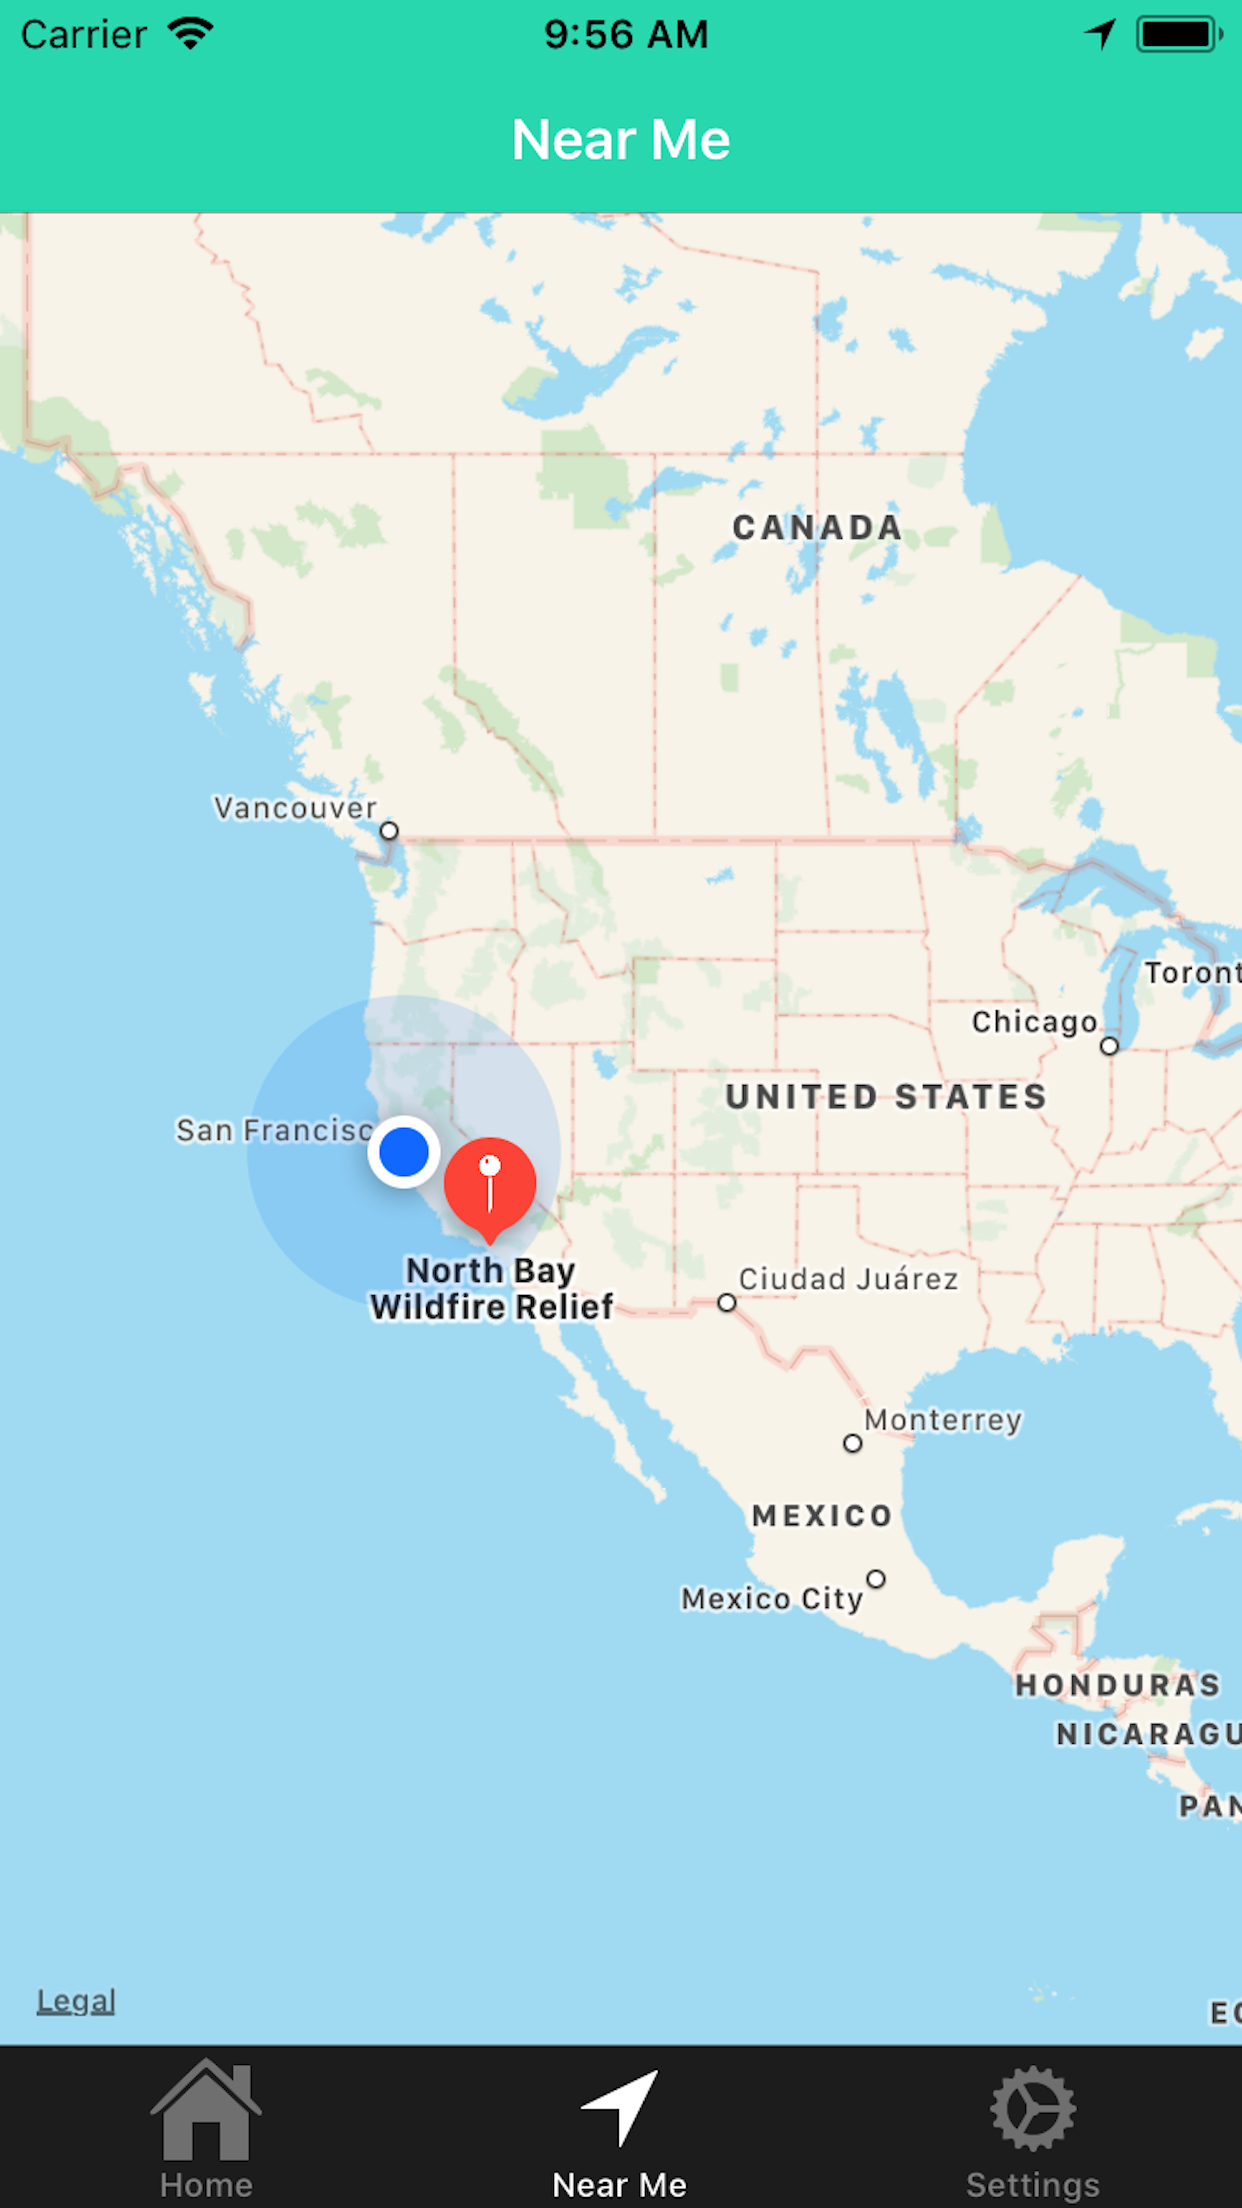 Carrier
9:56 AM
Near Me
CANADA
Vancouver
Toront
Chicago
UNITED STATES
San Francisc
North Bay
Wildfire Relief
Ciudad Juárez
Monterrey
MEXICO
Mexico City
HONDURAS
NICARAGU
PAN
Legal
EC
Home
Near Me
Settings